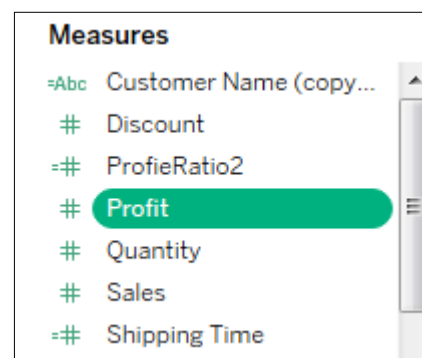 Measures
=Abc Customer Name (copy...
# Discount
=# ProfieRatio2
# Profit
# Quantity
# Sales
=# Shipping Time